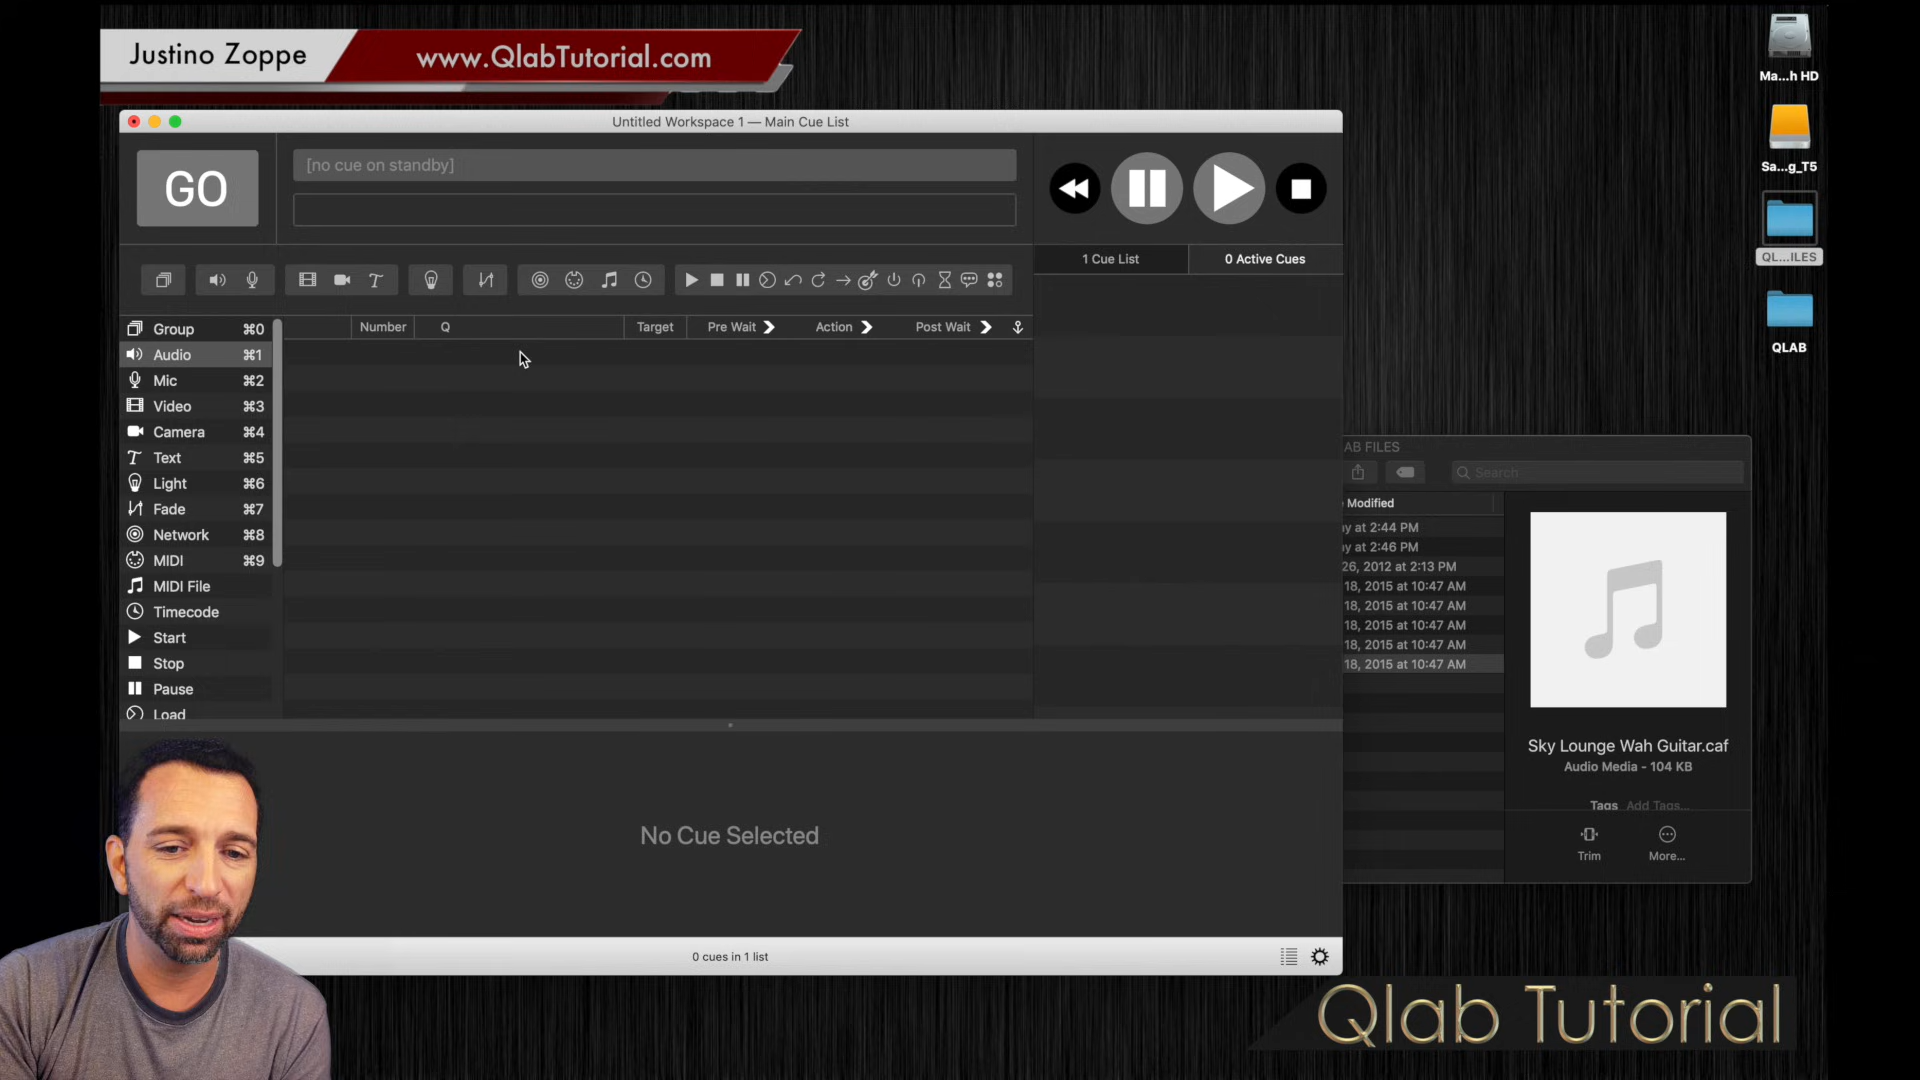 Justino Zoppe
www.QlabTutorial.com
Ma...h HD
Sa...g_T5
QL...ILES
QLAB
Untitled Workspace 1 — Main Cue List
GO
[no cue on standby]
1 Cue List
0 Active Cues
Number Q Target Pre Wait Action Post Wait
Group ⌘0
Audio ⌘1
Mic ⌘2
Video ⌘3
Camera ⌘4
Text ⌘5
Light ⌘6
Fade ⌘7
Network ⌘8
MIDI ⌘9
MIDI File
Timecode
Start
Stop
Pause
Load
No Cue Selected
0 cues in 1 list
AB FILES
Search
Modified
ay at 2:44 PM
ay at 2:46 PM
26, 2012 at 2:13 PM
18, 2015 at 10:47 AM
18, 2015 at 10:47 AM
18, 2015 at 10:47 AM
18, 2015 at 10:47 AM
18, 2015 at 10:47 AM
Sky Lounge Wah Guitar.caf
Audio Media - 104 KB
Tags Add Tags...
Trim
More...
Qlab Tutorial